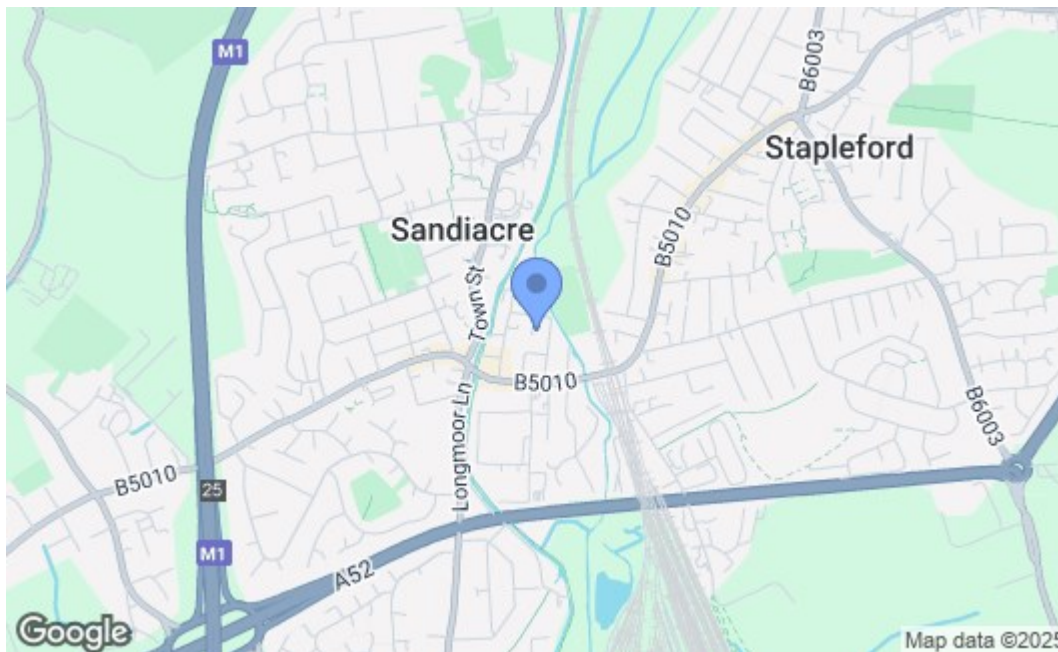 M1
B6003
Stapleford
Sandiacre
B5010
Town St
B5010
Longmoor Ln
B6003
B5010
25
M1
A52
Google
Map data ©2025